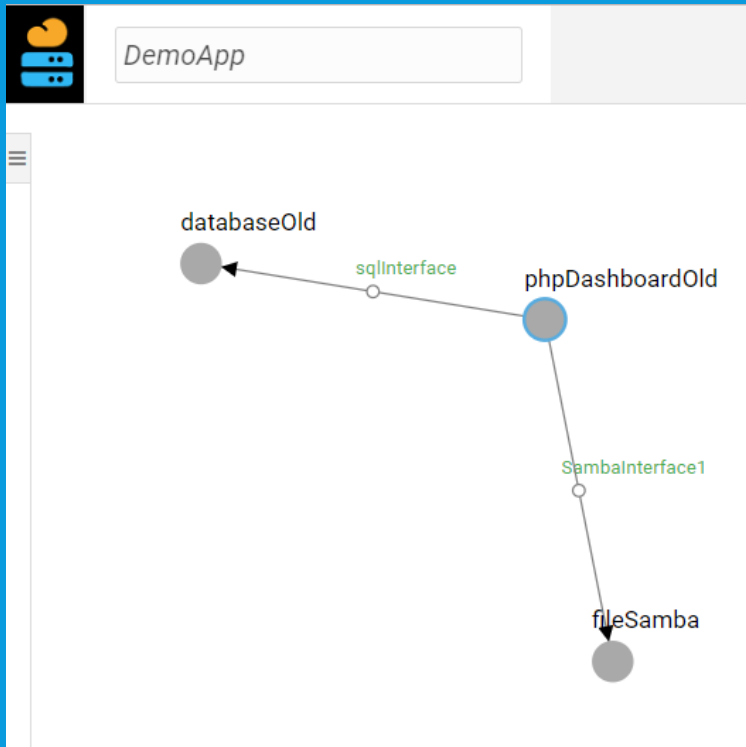 DemoApp
databaseOld
sqlInterface
phpDashboardOld
SambaInterface1
fileSamba